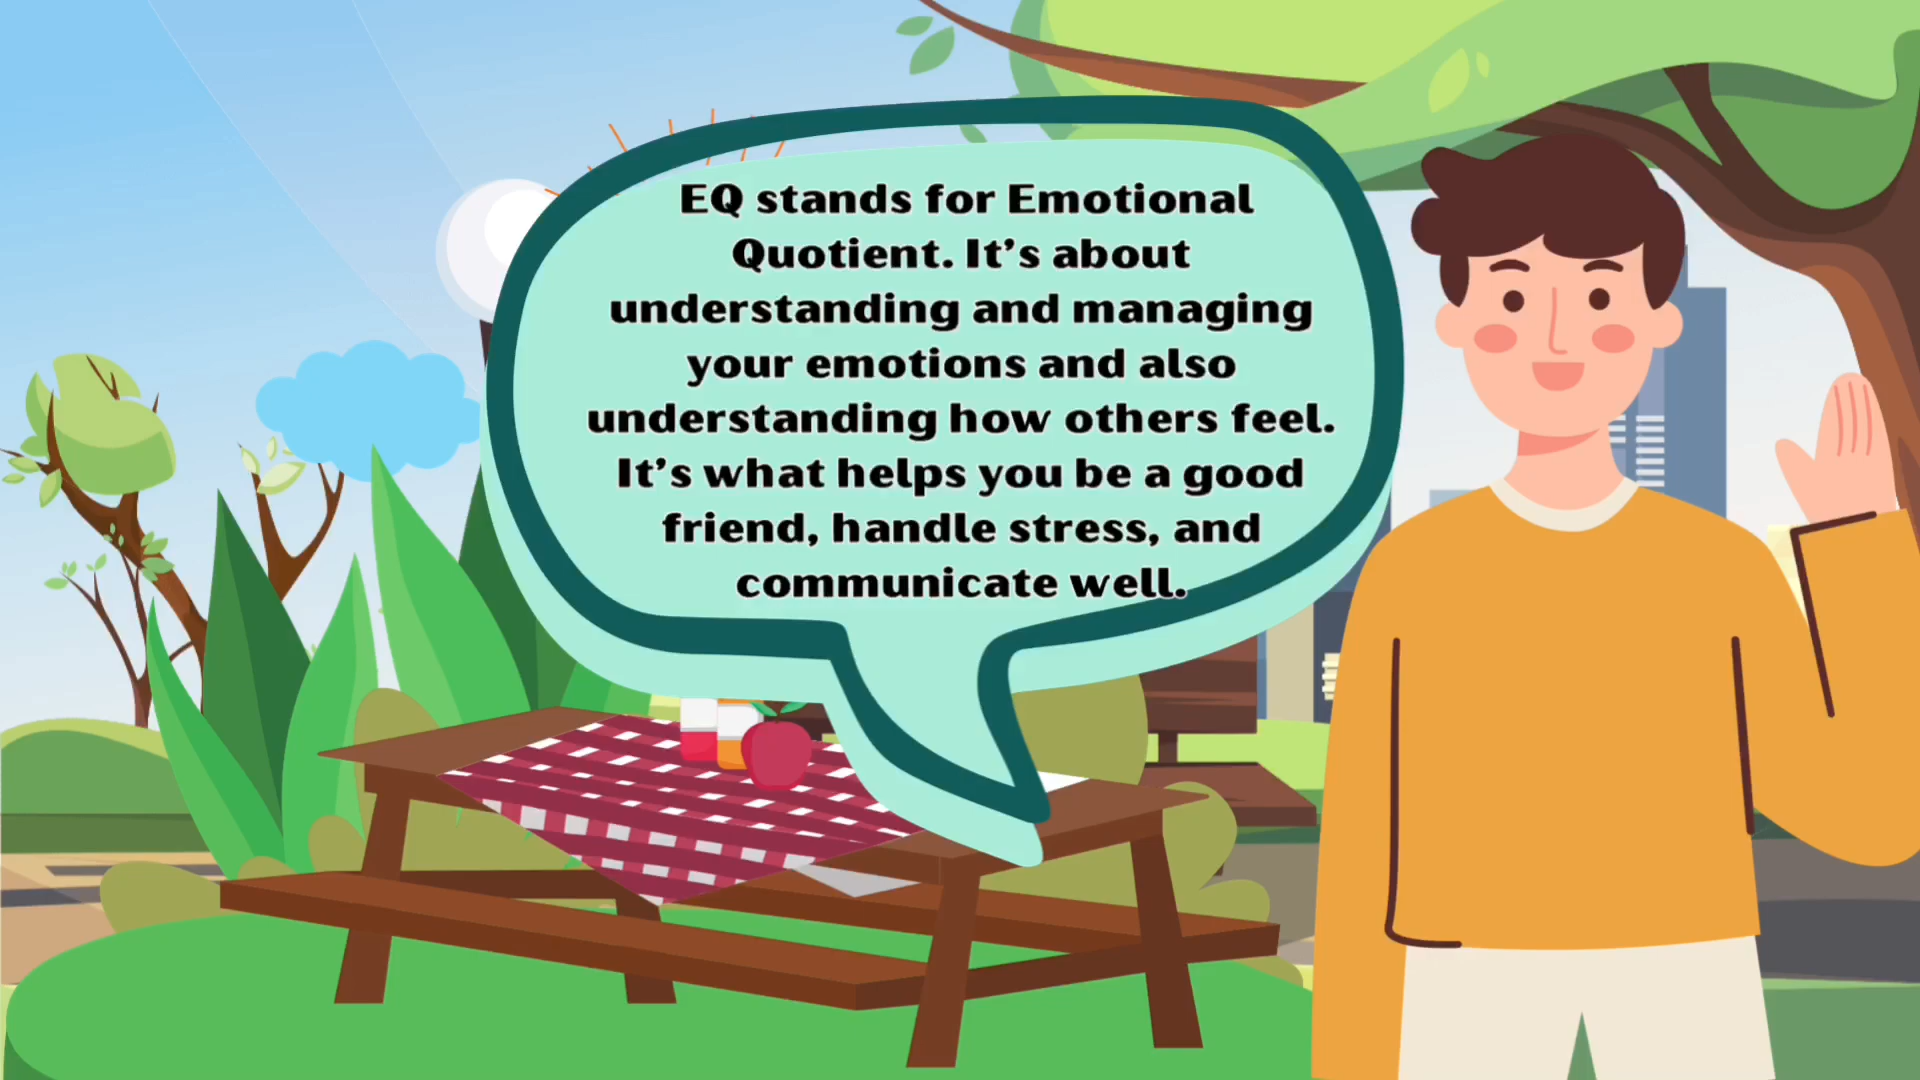 EQ stands for Emotional
Quotient. It’s about
understanding and managing
your emotions and also
understanding how others feel.
It’s what helps you be a good
friend, handle stress, and
communicate well.